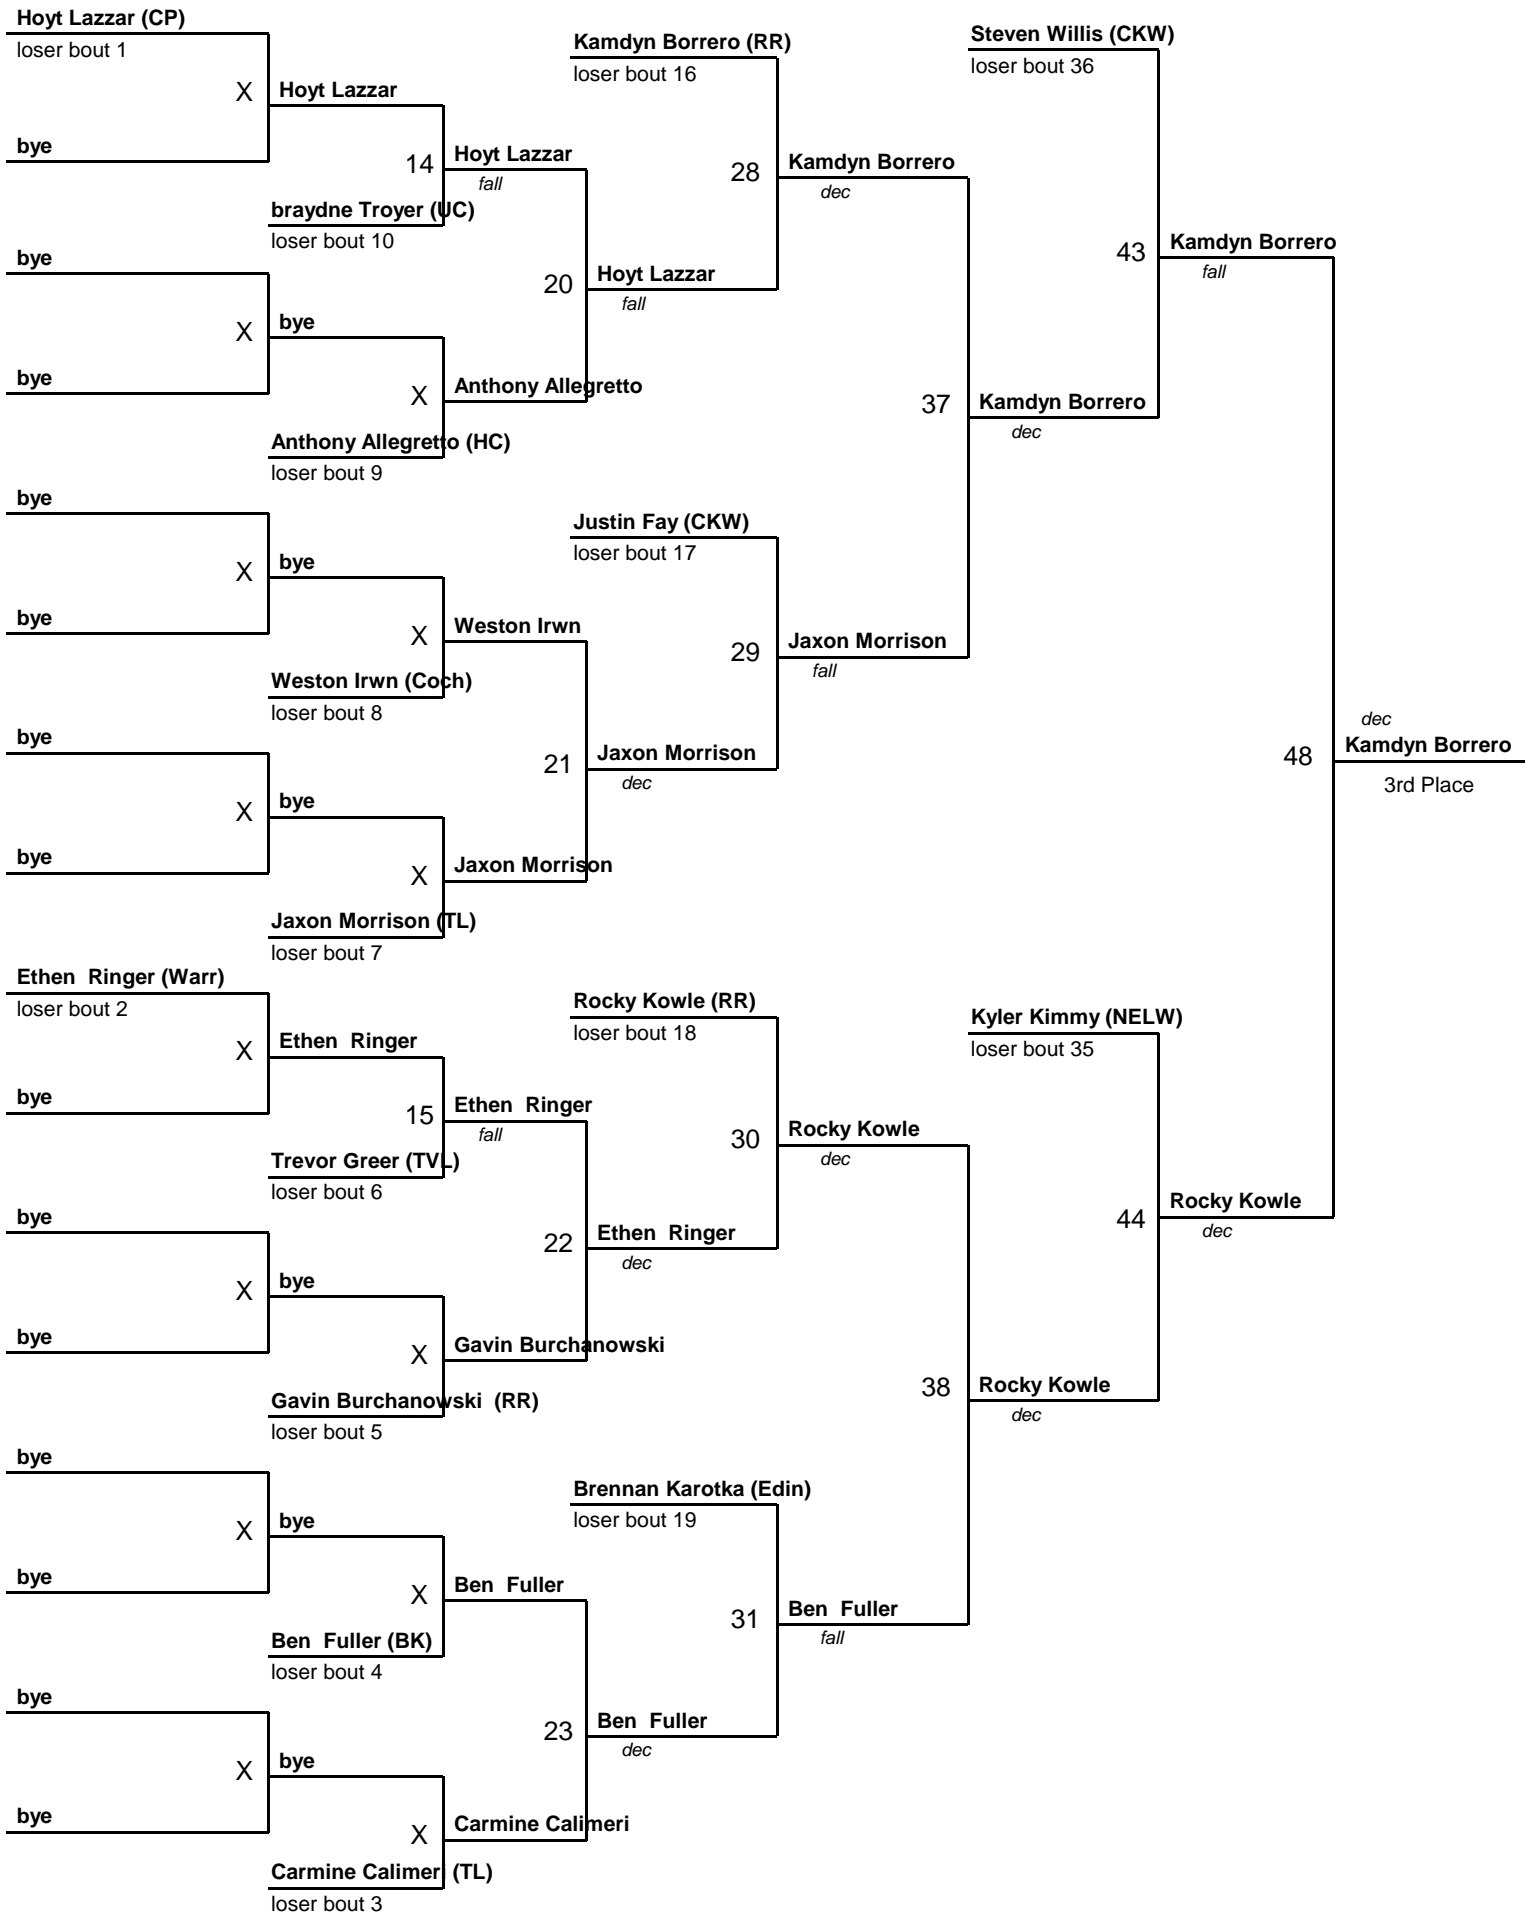 Hoyt Lazzar (CP)
loser bout 1
X
bye
Hoyt Lazzar
14
braydne Troyer (UC)
loser bout 10
Hoyt Lazzar
fall
bye
X
bye
bye
X
Anthony Allegretto (HC)
loser bout 9
Anthony Allegretto
20
Hoyt Lazzar
fall
Kamdyn Borrero (RR)
loser bout 16
28
Kamdyn Borrero
dec
bye
X
bye
bye
X
Weston Irwn (Coch)
loser bout 8
Weston Irwn
bye
X
bye
bye
X
Jaxon Morrison (TL)
loser bout 7
Jaxon Morrison
21
Jaxon Morrison
dec
Justin Fay (CKW)
loser bout 17
29
Jaxon Morrison
fall
37
Kamdyn Borrero
dec
Steven Willis (CKW)
loser bout 36
43
Kamdyn Borrero
fall
Ethen  Ringer (Warr)
loser bout 2
X
bye
Ethen  Ringer
15
Trevor Greer (TVL)
loser bout 6
Ethen  Ringer
fall
bye
X
bye
bye
X
Gavin Burchanowski  (RR)
loser bout 5
Gavin Burchanowski
22
Ethen  Ringer
dec
Rocky Kowle (RR)
loser bout 18
30
Rocky Kowle
dec
bye
X
bye
bye
X
Ben  Fuller (BK)
loser bout 4
Ben  Fuller
bye
X
bye
bye
X
Carmine Calimeri (TL)
loser bout 3
Carmine Calimeri
23
Ben  Fuller
dec
Brennan Karotka (Edin)
loser bout 19
31
Ben  Fuller
fall
38
Rocky Kowle
dec
Kyler Kimmy (NELW)
loser bout 35
44
Rocky Kowle
dec
48
dec
Kamdyn Borrero
3rd Place